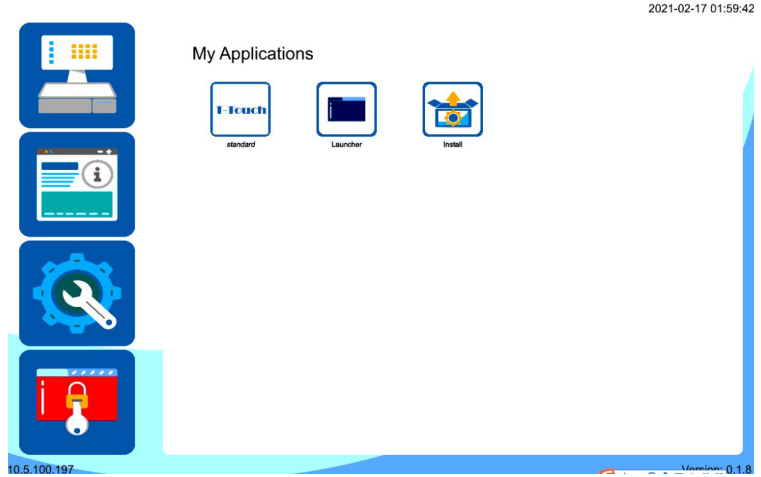 2021-02-17 01:59:42
My Applications
T-Touch
standard
Launcher
Install
10.5.100.197
Version: 0.1.8